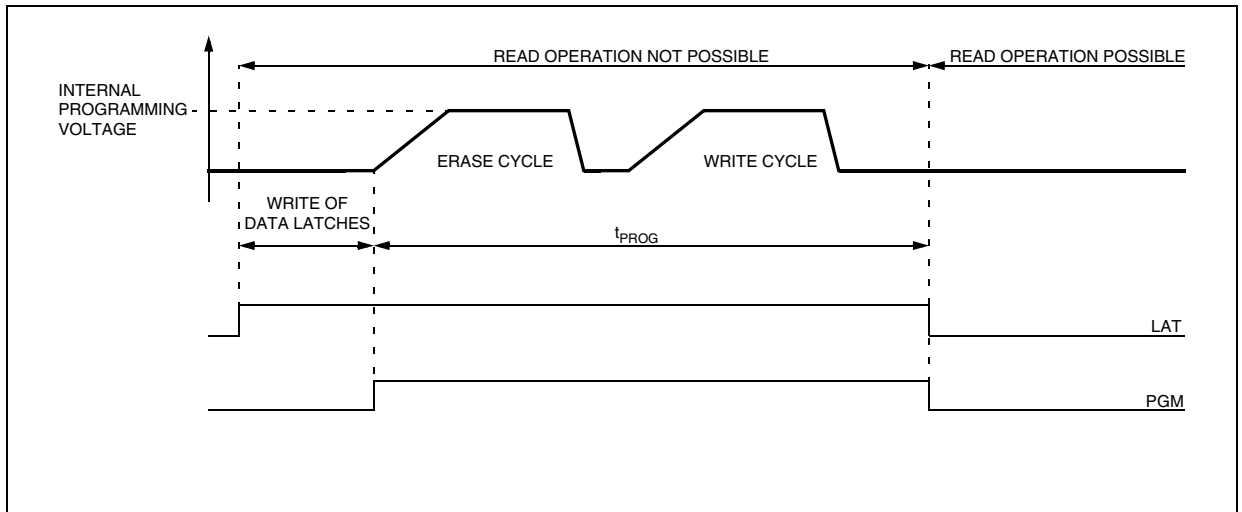 READ OPERATION NOT POSSIBLE
READ OPERATION POSSIBLE
INTERNAL
PROGRAMMING
VOLTAGE
ERASE CYCLE
WRITE CYCLE
WRITE OF
DATA LATCHES
tPROG
LAT
PGM